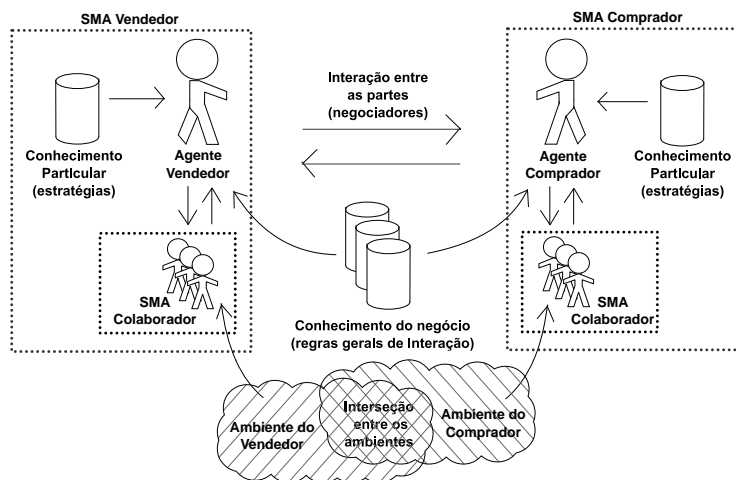 SMA Vendedor
SMA Comprador
Interação entre
as partes
(negociadores)
Conhecimento
Particular
(estratégias)
Agente
Vendedor
Agente
Comprador
Conhecimento
Particular
(estratégias)
SMA
Colaborador
SMA
Colaborador
Conhecimento do negócio
(regras gerais de Interação)
Ambiente do
Vendedor
Interseção
entre os
ambientes
Ambiente do
Comprador